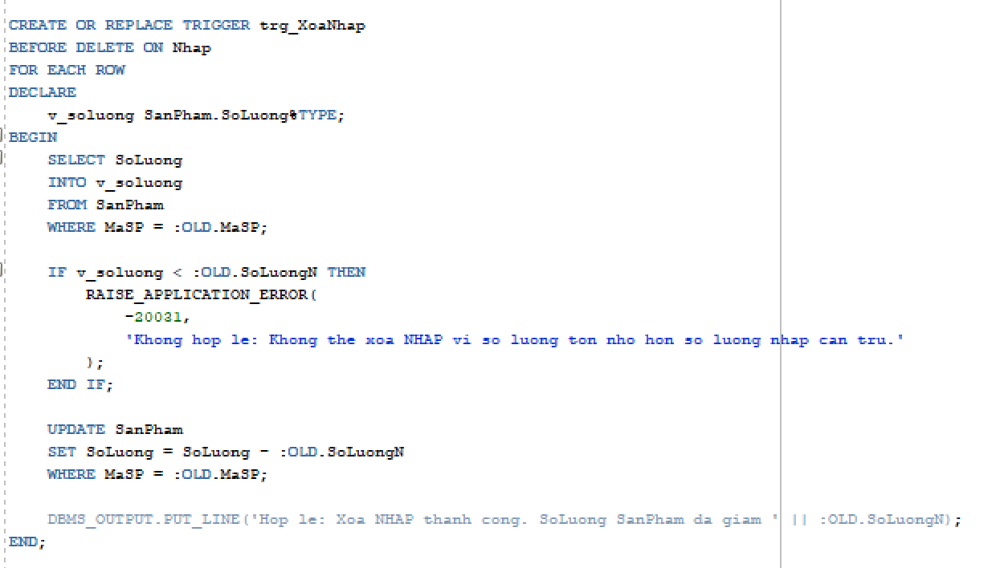 CREATE OR REPLACE TRIGGER trg_XoaNhap
BEFORE DELETE ON Nhap
FOR EACH ROW
DECLARE
    v_soluong SanPham.SoLuong%TYPE;
BEGIN
    SELECT SoLuong
    INTO v_soluong
    FROM SanPham
    WHERE MaSP = :OLD.MaSP;

    IF v_soluong < :OLD.SoLuongN THEN
        RAISE_APPLICATION_ERROR(
            -20031,
            'Khong hop le: Khong the xoa NHAP vi so luong ton nho hon so luong nhap can tru.'
        );
    END IF;

    UPDATE SanPham
    SET SoLuong = SoLuong - :OLD.SoLuongN
    WHERE MaSP = :OLD.MaSP;

    DBMS_OUTPUT.PUT_LINE('Hop le: Xoa NHAP thanh cong. SoLuong SanPham da giam ' || :OLD.SoLuongN);
END;